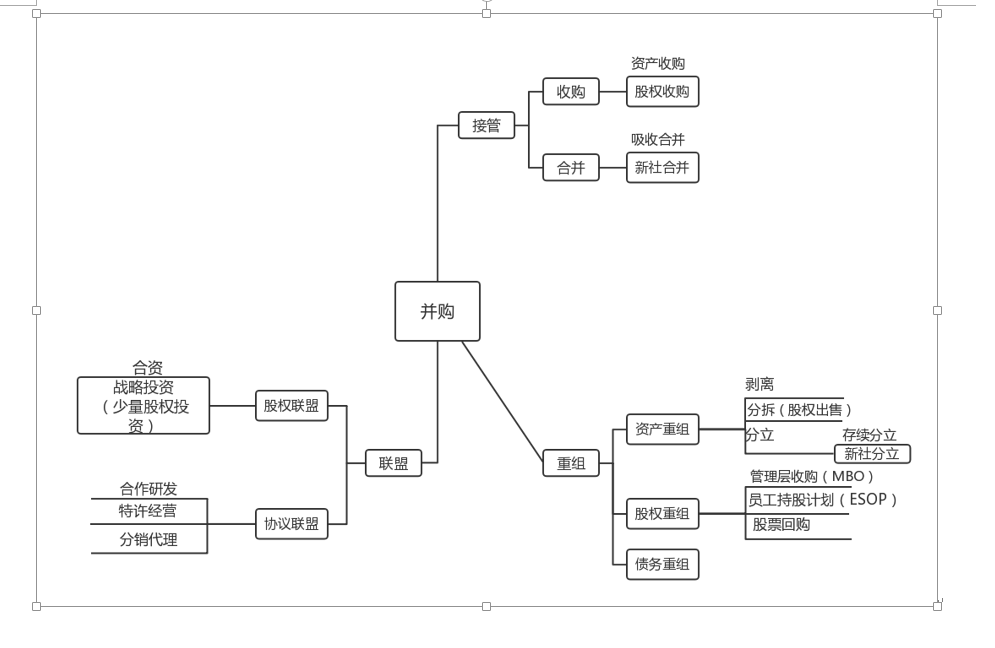 资产收购
收购
股权收购
接管
吸收合并
合并
新社合并
并购
合资
战略投资
（少量股权投
资）
股权联盟
联盟
合作研发
特许经营
分销代理
协议联盟
重组
资产重组
剥离
分拆（股权出售）
分立
存续分立
新社分立
股权重组
管理层收购（MBO）
员工持股计划（ESOP）
股票回购
债务重组